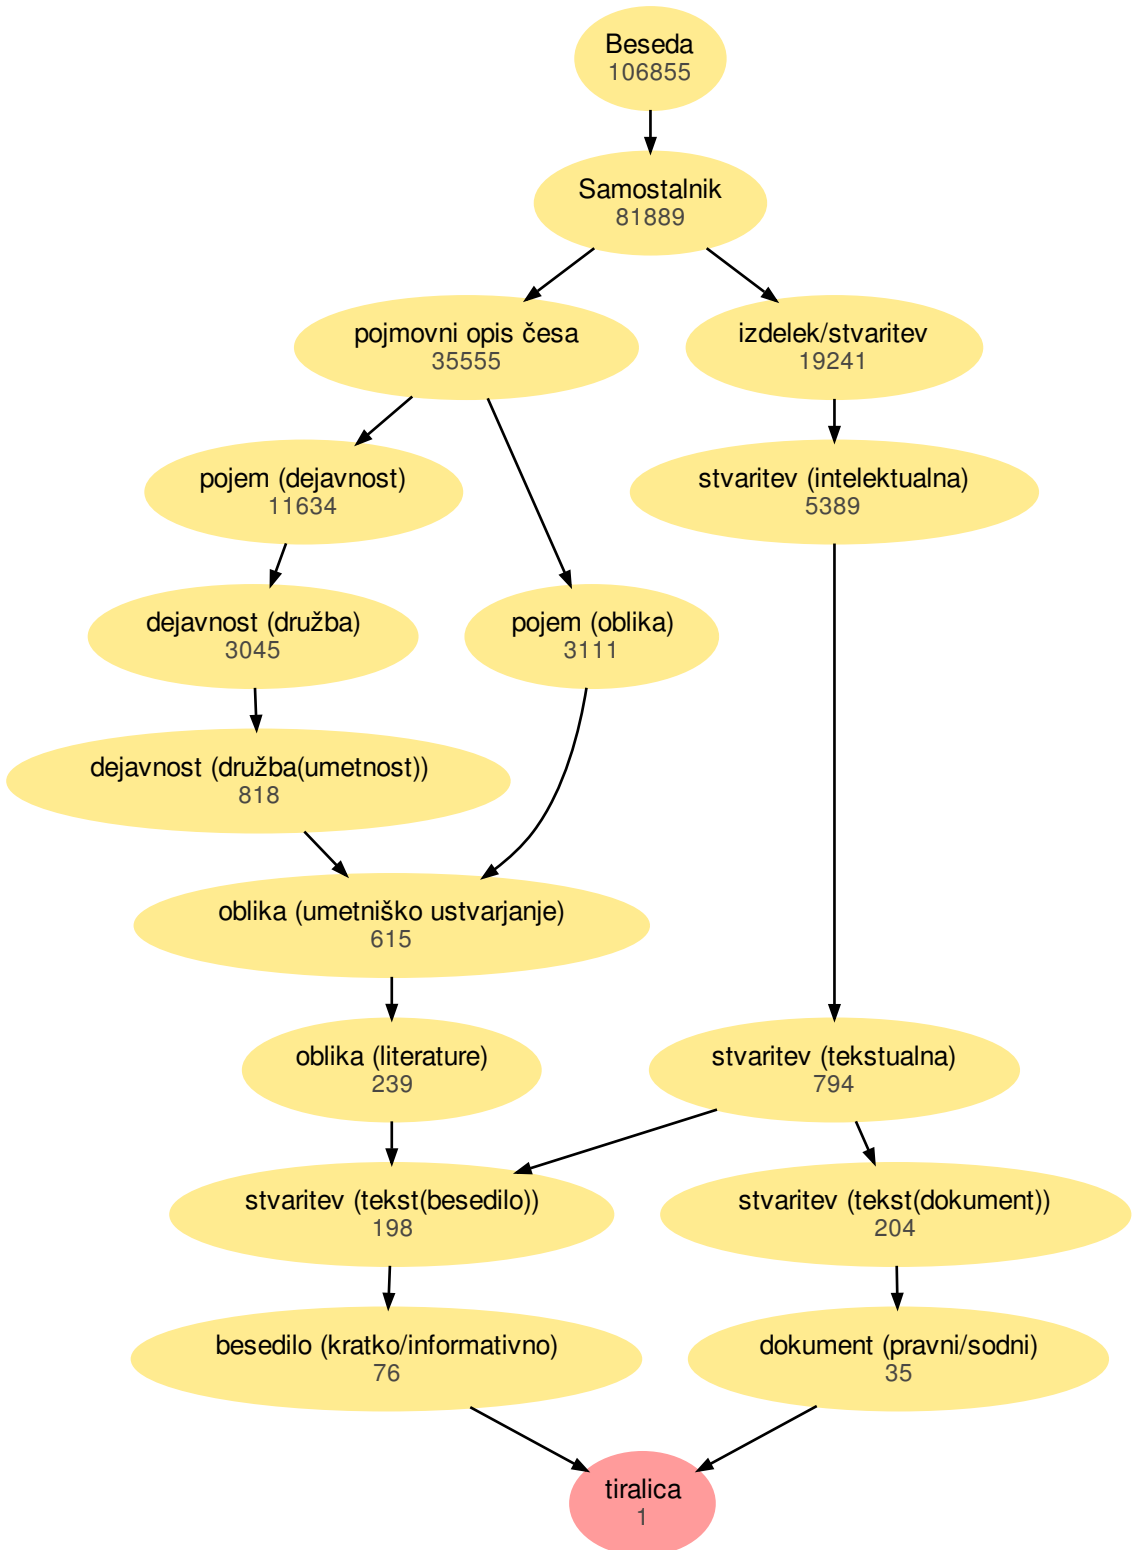 Beseda
106855
Samostalnik
81889
pojmovni opis česa
35555
izdelek/stvaritev
19241
pojem (dejavnost)
11634
stvaritev (intelektualna)
5389
dejavnost (družba)
3045
pojem (oblika)
3111
dejavnost (družba(umetnost))
818
oblika (umetniško ustvarjanje)
615
oblika (literature)
239
stvaritev (tekstualna)
794
stvaritev (tekst(besedilo))
198
stvaritev (tekst(dokument))
204
besedilo (kratko/informativno)
76
dokument (pravni/sodni)
35
tiralica
1